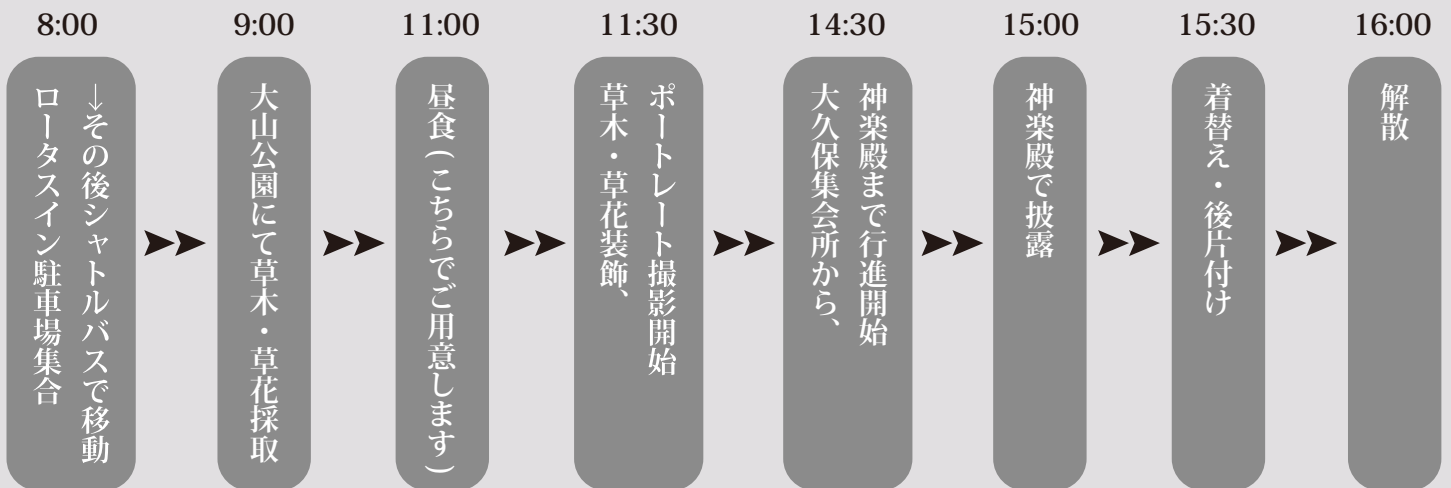 8:00
ロータスイン駐車場集合
↓その後シャトルバスで移動
9:00
大山公園にて草木・草花採取
11:00
昼食(こちらでご用意します)
11:30
草木・草花装飾、
ポートレート撮影開始
14:30
大久保集会所から、
神楽殿まで行進開始
15:00
神楽殿で披露
15:30
着替え・後片付け
16:00
解散